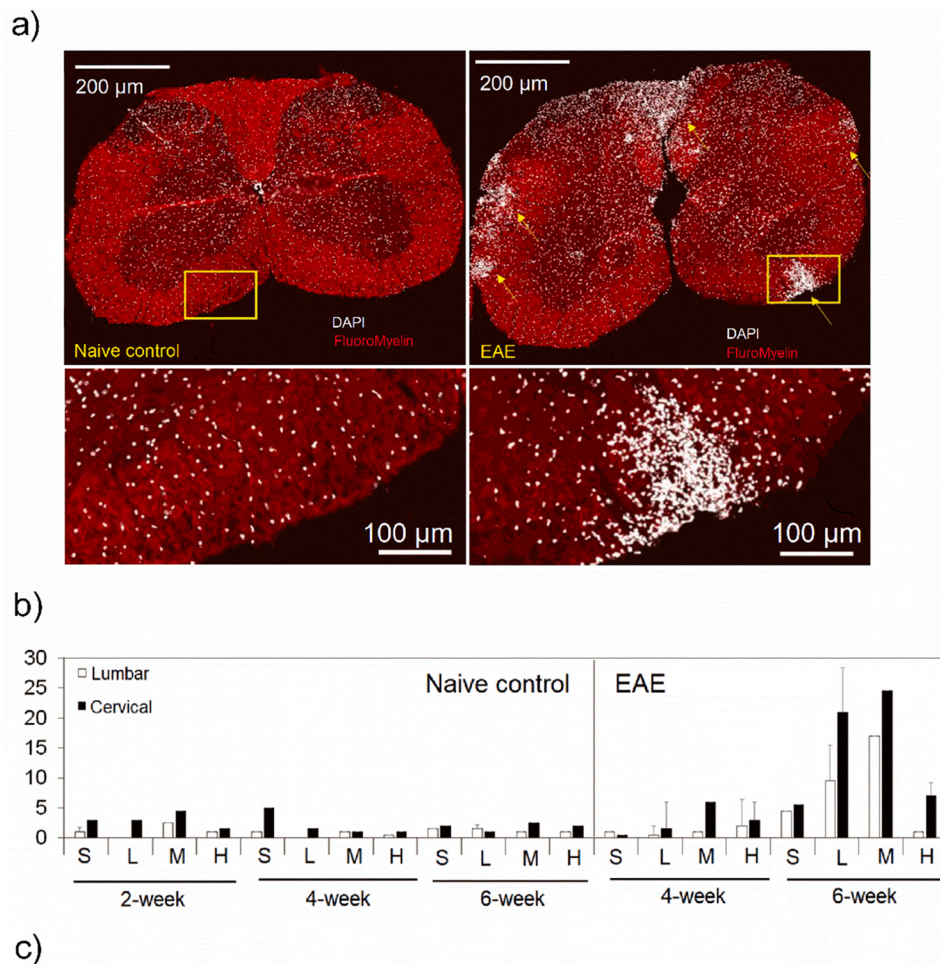 a)
200 µm
200 µm
DAPI
FluoroMyelin
Naive control
DAPI
FluroMyelin
EAE
100 µm
100 µm
b)
30
25
20
15
10
5
0
Lumbar
Cervical
Naive control
EAE
S L M H S L M H S L M H S L M H S L M H
2-week 4-week 6-week 4-week 6-week
c)